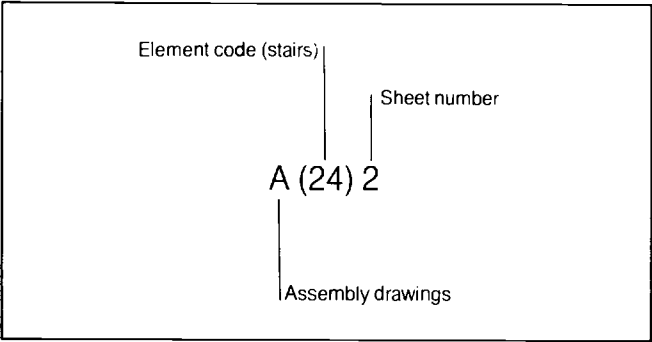 Element code (stairs)
Sheet number
A (24) 2
Assembly drawings